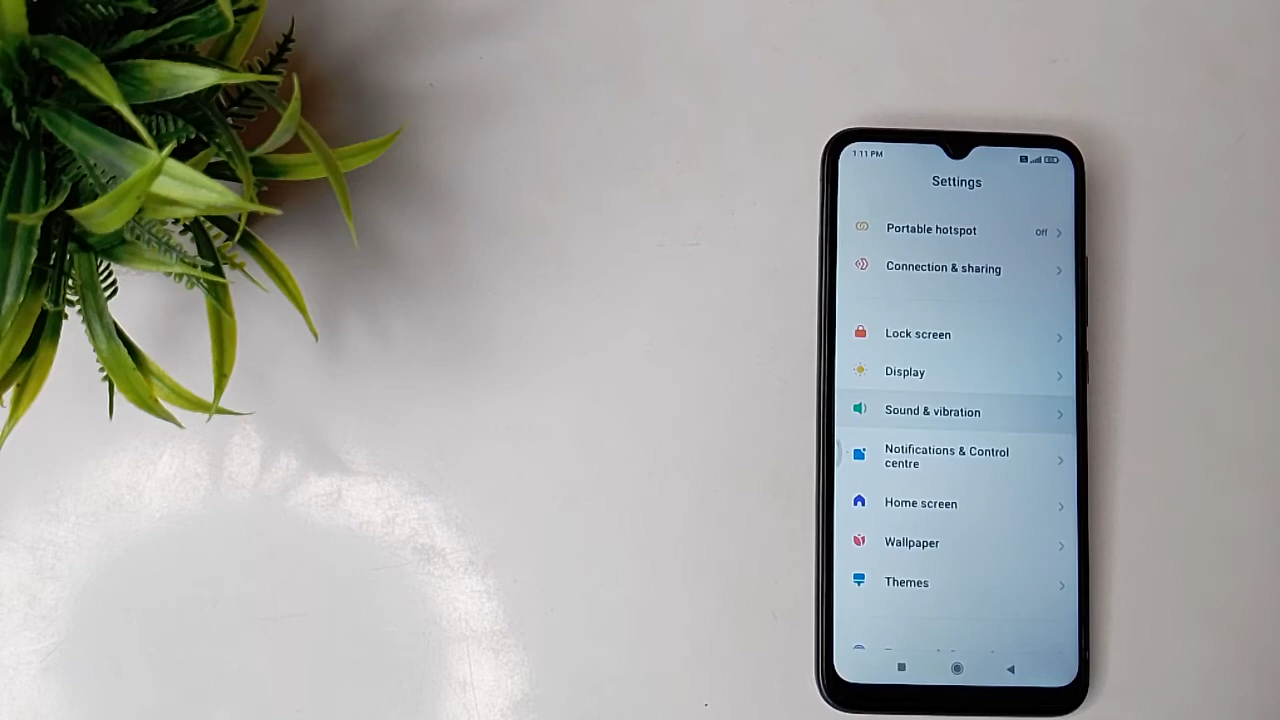 1:11 PM
Settings
Portable hotspot Off
Connection & sharing
Lock screen
Display
Sound & vibration
Notifications & Control
centre
Home screen
Wallpaper
Themes